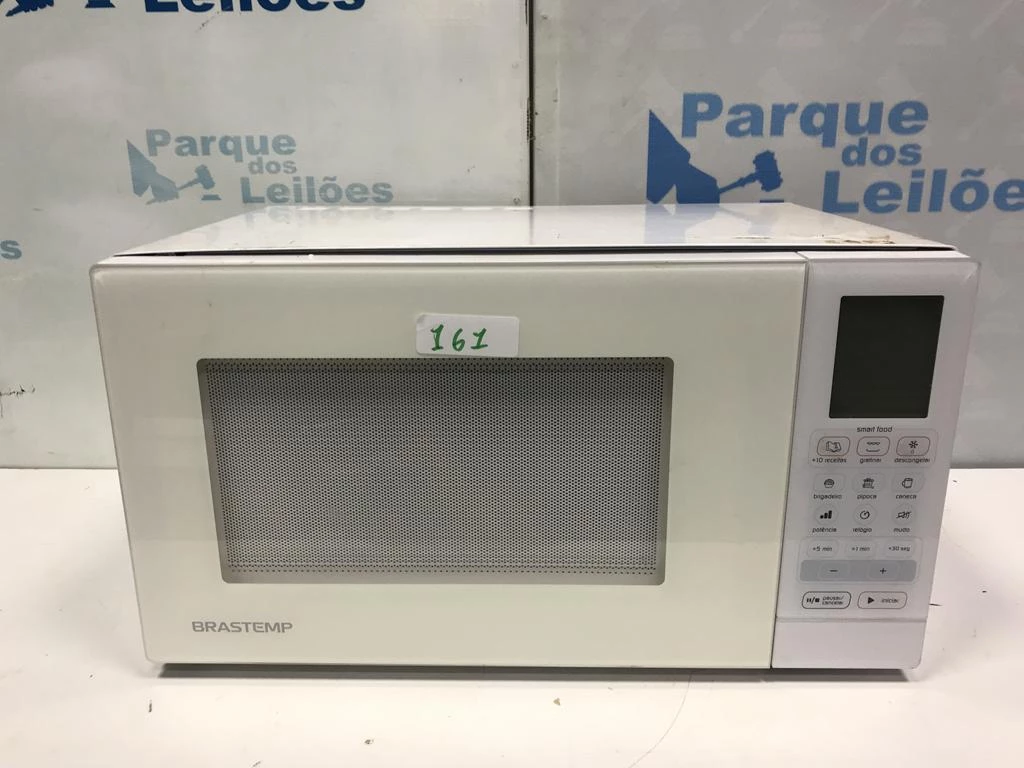 Leilões
Parque
dos
Leilões
Parque
dos
Leilões
161
smart food
+10 receitas gratinar descongelar
brigadeiro pipoca caneca
potência relógio mudo
+5 min +1 min +30 seg
− +
pausar/
cancelar
iniciar
BRASTEMP